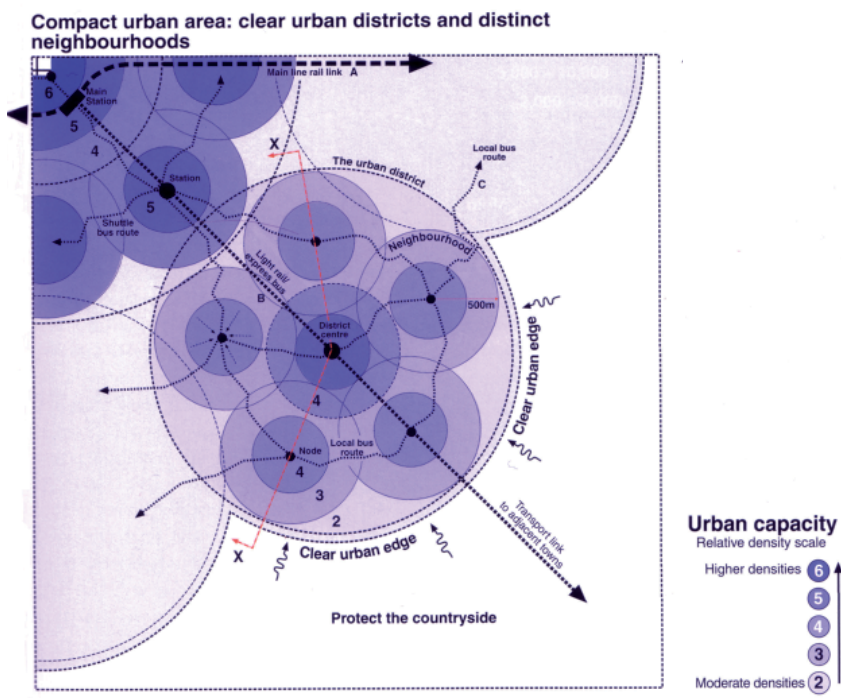 Compact urban area: clear urban districts and distinct
neighbourhoods
Main line rail link A
6
Main
Station
5
4
Station
5
Shuttle
bus route
X
The urban district
Local bus
route
C
Neighbourhood
Light rail/
express bus
B
500m
District
centre
4
Clear urban edge
Node
4
Local bus
route
3
2
X
Clear urban edge
Transport link
to adjacent towns
Protect the countryside
Urban capacity
Relative density scale
Higher densities 6
5
4
3
Moderate densities 2